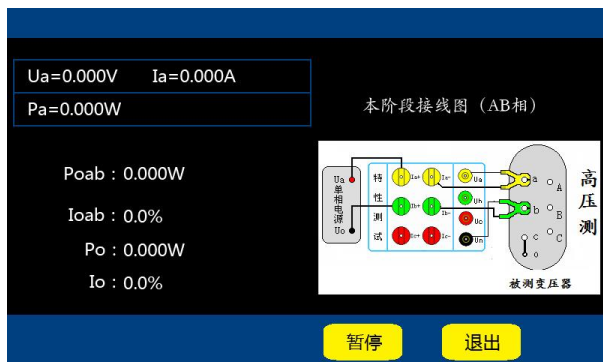 Ua=0.000V Ia=0.000A
Pa=0.000W
本阶段接线图（AB相）
Poab：0.000W
Ioab：0.0%
Po：0.000W
Io：0.0%
Ua
单相电源
Uo
特性测试
Ia+ Ia- Ua
Ib+ Ib- Ub
Ic+ Ic- Uc
Un
a A
b B
c C
o
高压测
被测变压器
暂停 退出